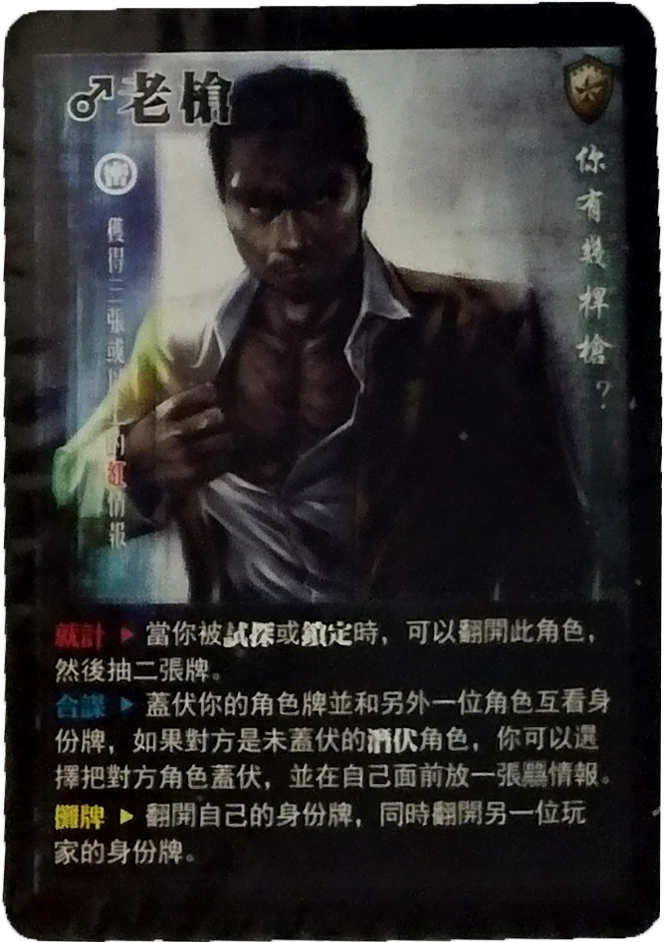 ♂老槍
密
獲得三張或以上的紅情報
你有幾桿槍？
就計 ▶ 當你被試探或鎖定時，可以翻開此角色，
然後抽二張牌。
合謀 ▶ 蓋伏你的角色牌並和另外一位角色互看身
份牌，如果對方是未蓋伏的潛伏角色，你可以選
擇把對方角色蓋伏，並在自己面前放一張黑情報。
攤牌 ▶ 翻開自己的身份牌，同時翻開另一位玩
家的身份牌。